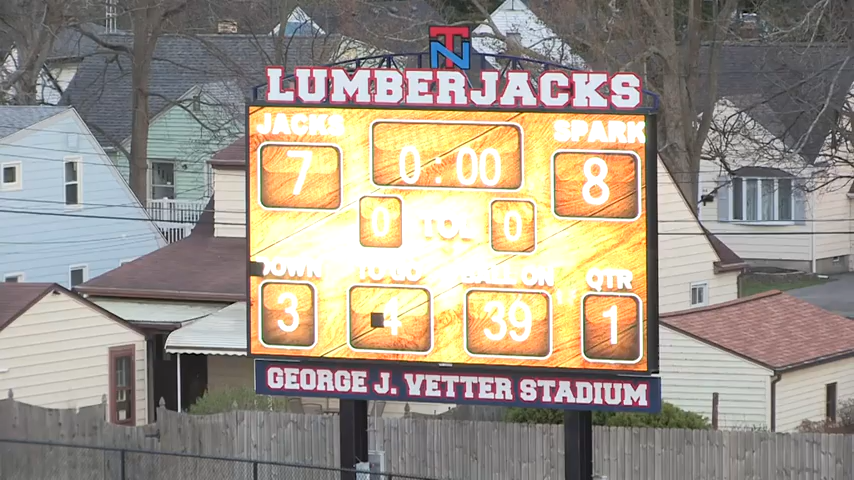 TN
LUMBERJACKS
JACKS SPARK
7 0:00 8
0 TOL 0
DOWN TO GO BALL ON QTR
3 4 39 1
GEORGE J. VETTER STADIUM